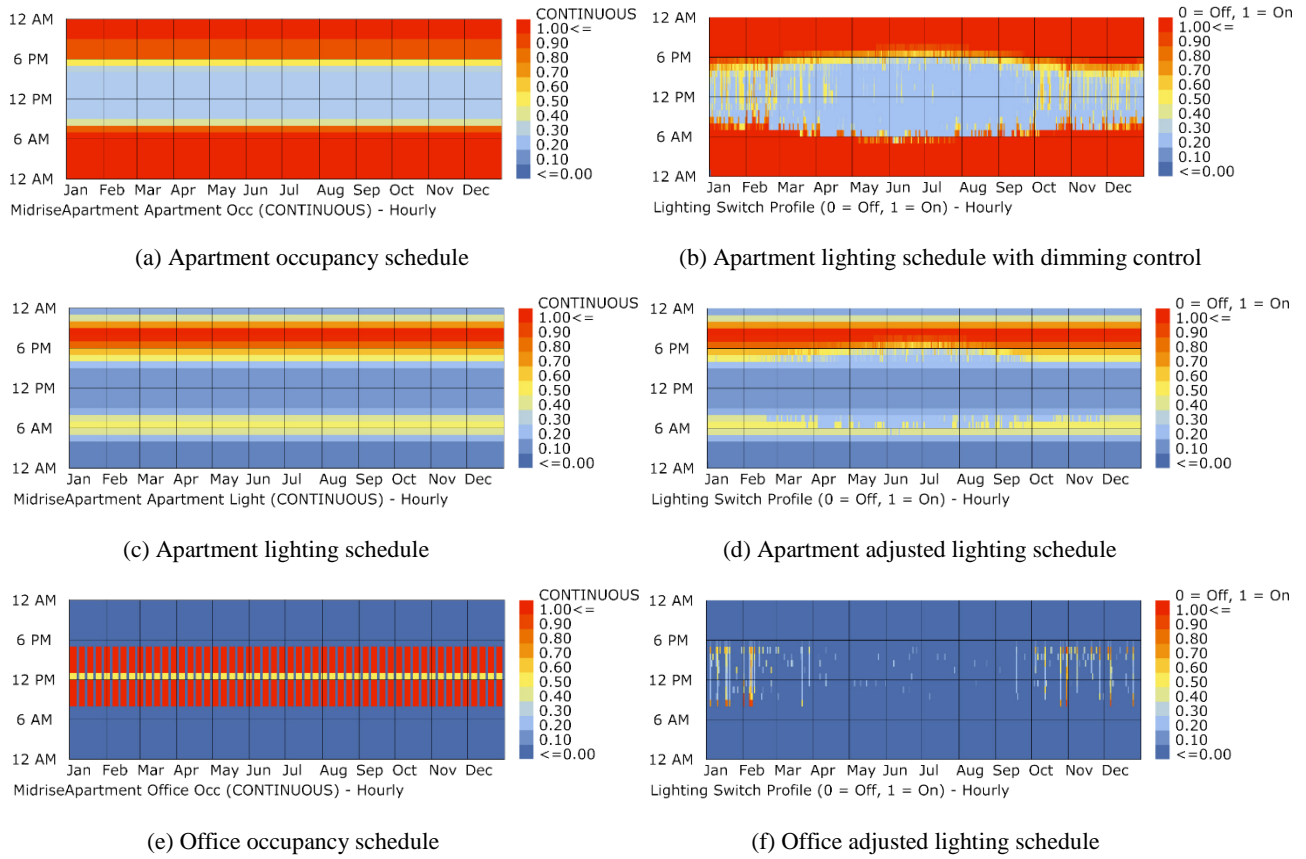 12 AM
6 PM
12 PM
6 AM
12 AM
Jan Feb Mar Apr May Jun Jul Aug Sep Oct Nov Dec
MidriseApartment Apartment Occ (CONTINUOUS) - Hourly
CONTINUOUS
1.00<=
0.90
0.80
0.70
0.60
0.50
0.40
0.30
0.20
0.10
<=0.00
(a) Apartment occupancy schedule
12 AM
6 PM
12 PM
6 AM
12 AM
Jan Feb Mar Apr May Jun Jul Aug Sep Oct Nov Dec
Lighting Switch Profile (0 = Off, 1 = On) - Hourly
0 = Off, 1 = On
1.00<=
0.90
0.80
0.70
0.60
0.50
0.40
0.30
0.20
0.10
<=0.00
(b) Apartment lighting schedule with dimming control
12 AM
6 PM
12 PM
6 AM
12 AM
Jan Feb Mar Apr May Jun Jul Aug Sep Oct Nov Dec
MidriseApartment Apartment Light (CONTINUOUS) - Hourly
CONTINUOUS
1.00<=
0.90
0.80
0.70
0.60
0.50
0.40
0.30
0.20
0.10
<=0.00
(c) Apartment lighting schedule
12 AM
6 PM
12 PM
6 AM
12 AM
Jan Feb Mar Apr May Jun Jul Aug Sep Oct Nov Dec
Lighting Switch Profile (0 = Off, 1 = On) - Hourly
0 = Off, 1 = On
1.00<=
0.90
0.80
0.70
0.60
0.50
0.40
0.30
0.20
0.10
<=0.00
(d) Apartment adjusted lighting schedule
12 AM
6 PM
12 PM
6 AM
12 AM
Jan Feb Mar Apr May Jun Jul Aug Sep Oct Nov Dec
MidriseApartment Office Occ (CONTINUOUS) - Hourly
CONTINUOUS
1.00<=
0.90
0.80
0.70
0.60
0.50
0.40
0.30
0.20
0.10
<=0.00
(e) Office occupancy schedule
12 AM
6 PM
12 PM
6 AM
12 AM
Jan Feb Mar Apr May Jun Jul Aug Sep Oct Nov Dec
Lighting Switch Profile (0 = Off, 1 = On) - Hourly
0 = Off, 1 = On
1.00<=
0.90
0.80
0.70
0.60
0.50
0.40
0.30
0.20
0.10
<=0.00
(f) Office adjusted lighting schedule